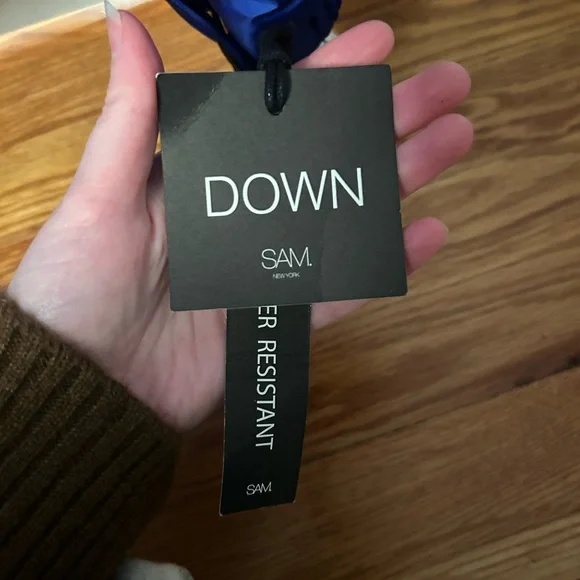 DOWN
SAM.
NEW YORK
ER RESISTANT
SAM.